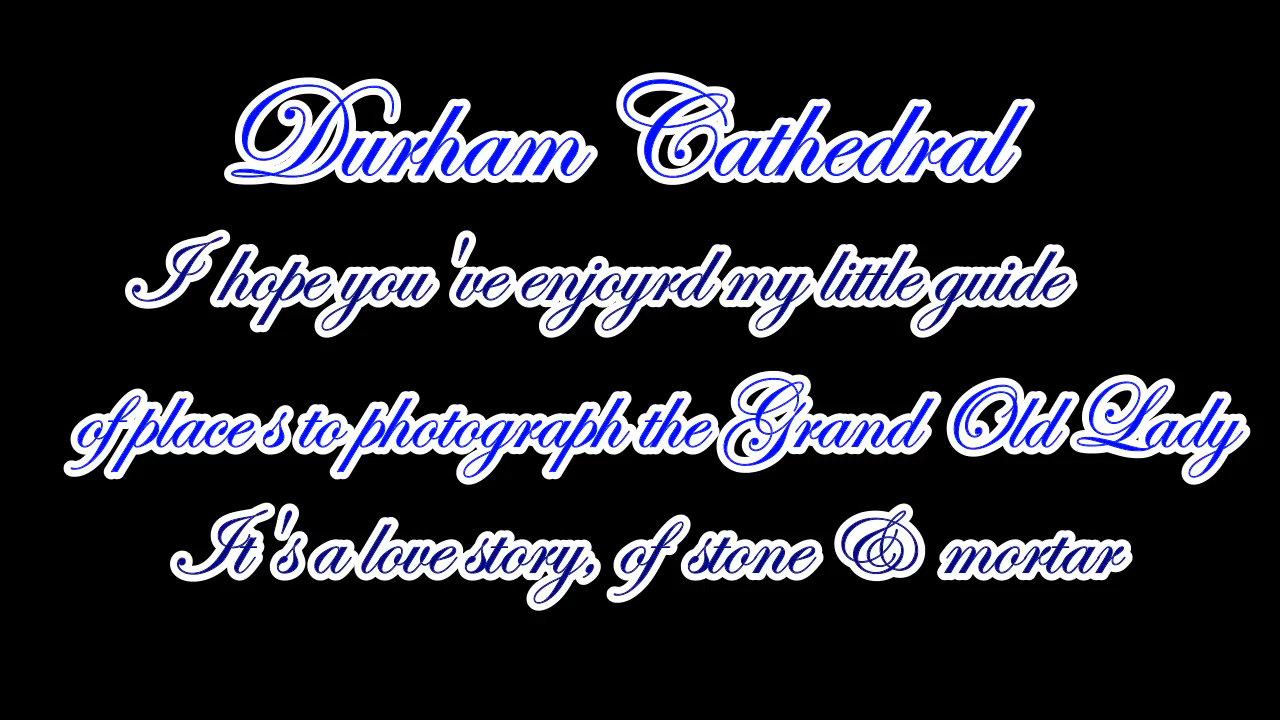 Durham Cathedral
I hope you've enjoyrd my little guide
of places to photograph the Grand Old Lady
It's a love story, of stone & mortar